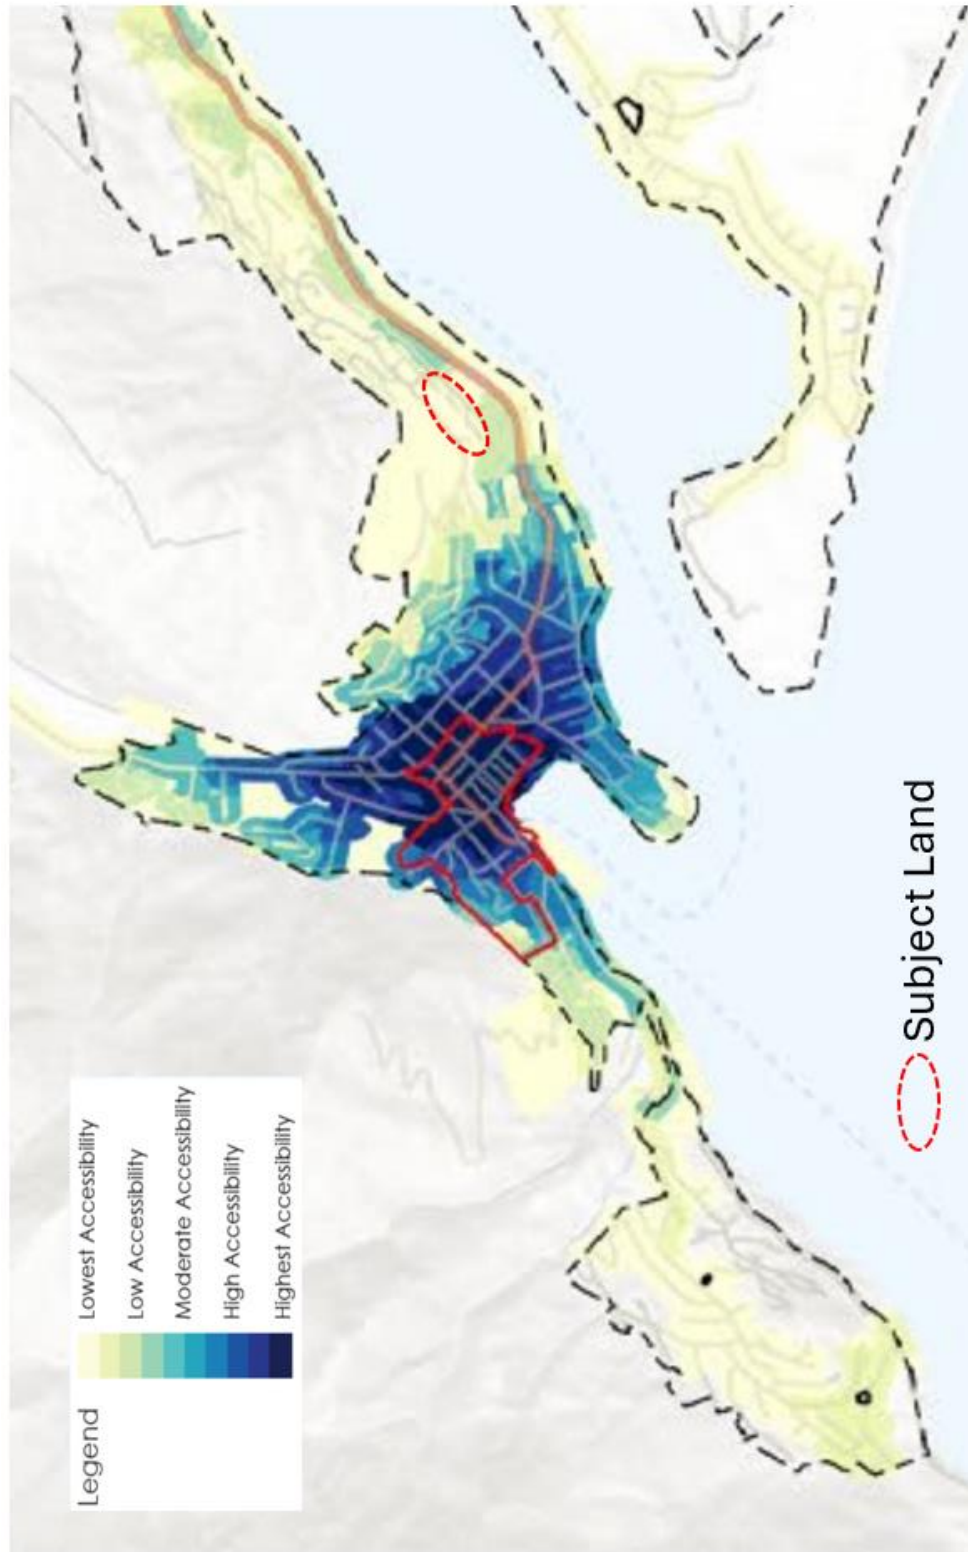 Legend
Lowest Accessibility
Low Accessibility
Moderate Accessibility
High Accessibility
Highest Accessibility
Subject Land